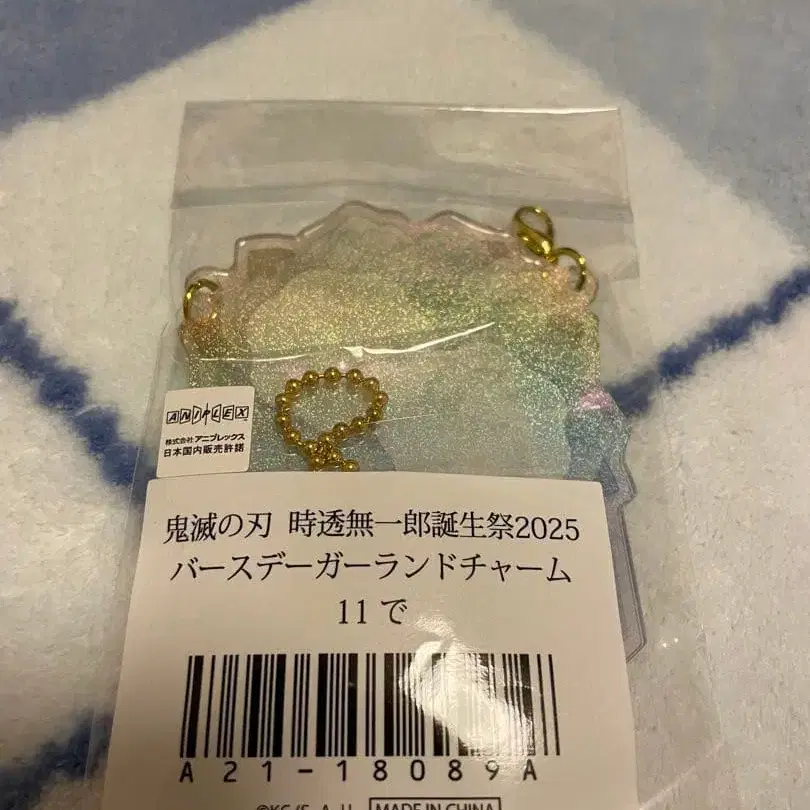 ANIPLEX
株式会社 アニプレックス
日本国内販売許諾
鬼滅の刃 時透無一郎誕生祭2025
バースデーガーランドチャーム
11 で
A21-18089A
MADE IN CHINA